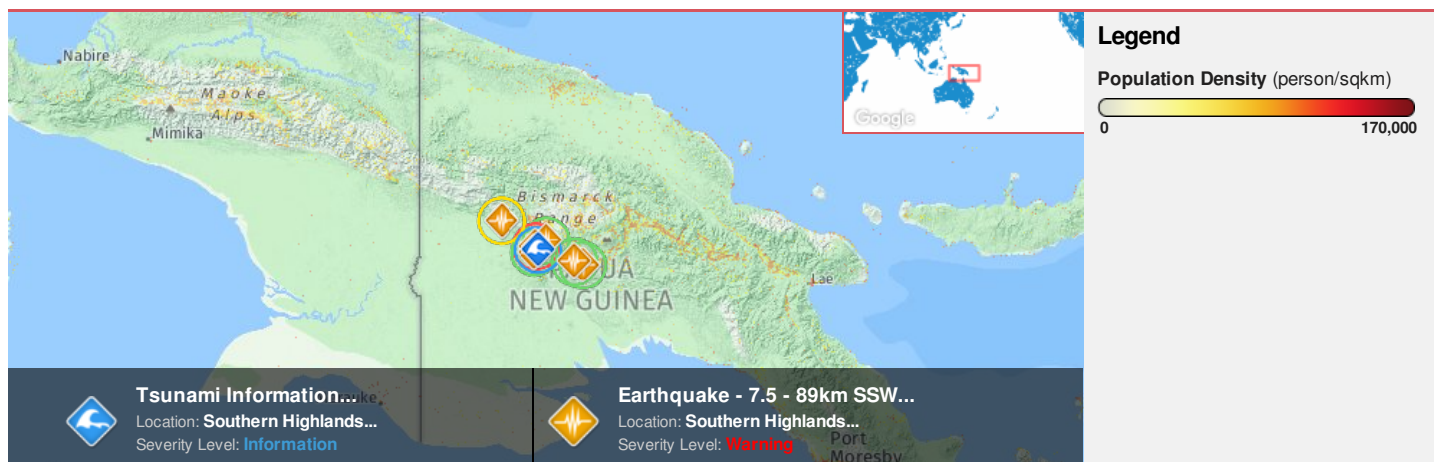 Nabire
Maoke
Alps
Mimika
Bismarck
Range
NEW GUINEA
Lae
Google
Tsunami Information...
Location: Southern Highlands...
Severity Level: Information
Earthquake - 7.5 - 89km SSW...
Location: Southern Highlands...
Severity Level: Warning
Port
Moresby
Legend
Population Density (person/sqkm)
0
170,000